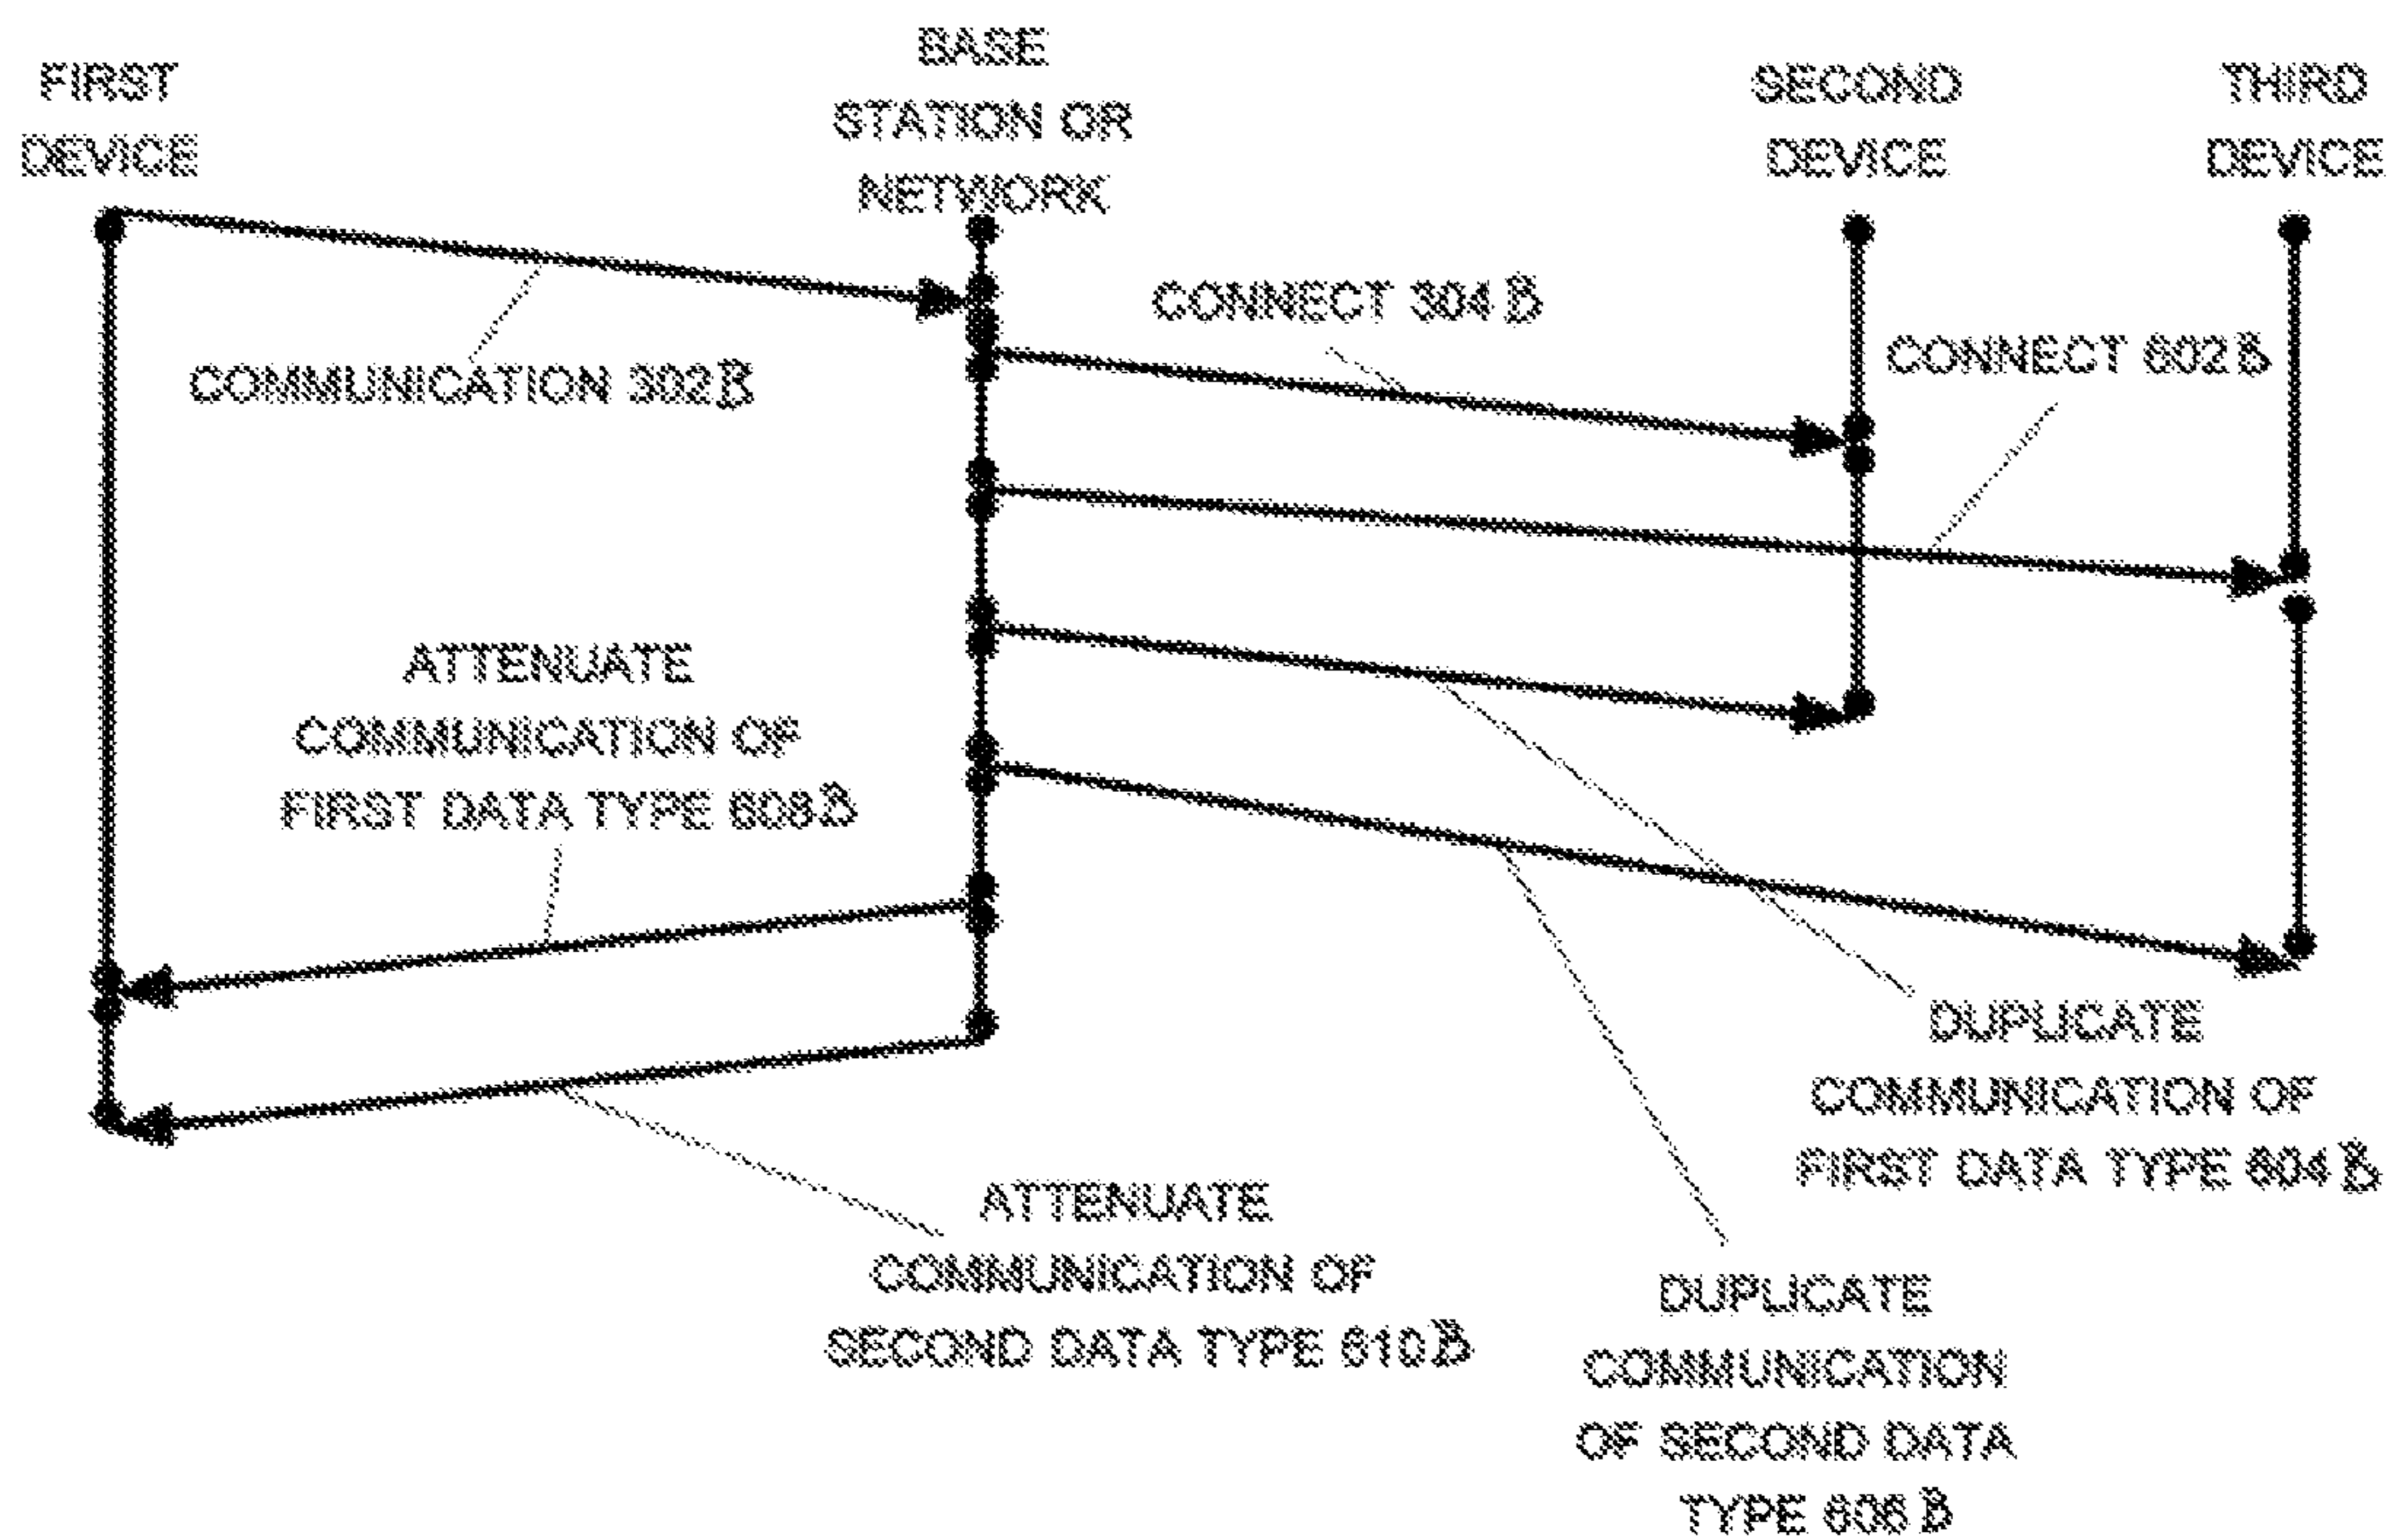 FIRST
DEVICE
BASE
STATION OR
NETWORK
SECOND
DEVICE
THIRD
DEVICE
CONNECT 304 B
CONNECT 602 B
COMMUNICATION 302 B
ATTENUATE
COMMUNICATION OF
FIRST DATA TYPE 608 B
DUPLICATE
COMMUNICATION OF
FIRST DATA TYPE 604 B
ATTENUATE
COMMUNICATION OF
SECOND DATA TYPE 610 B
DUPLICATE
COMMUNICATION
OF SECOND DATA
TYPE 606 B